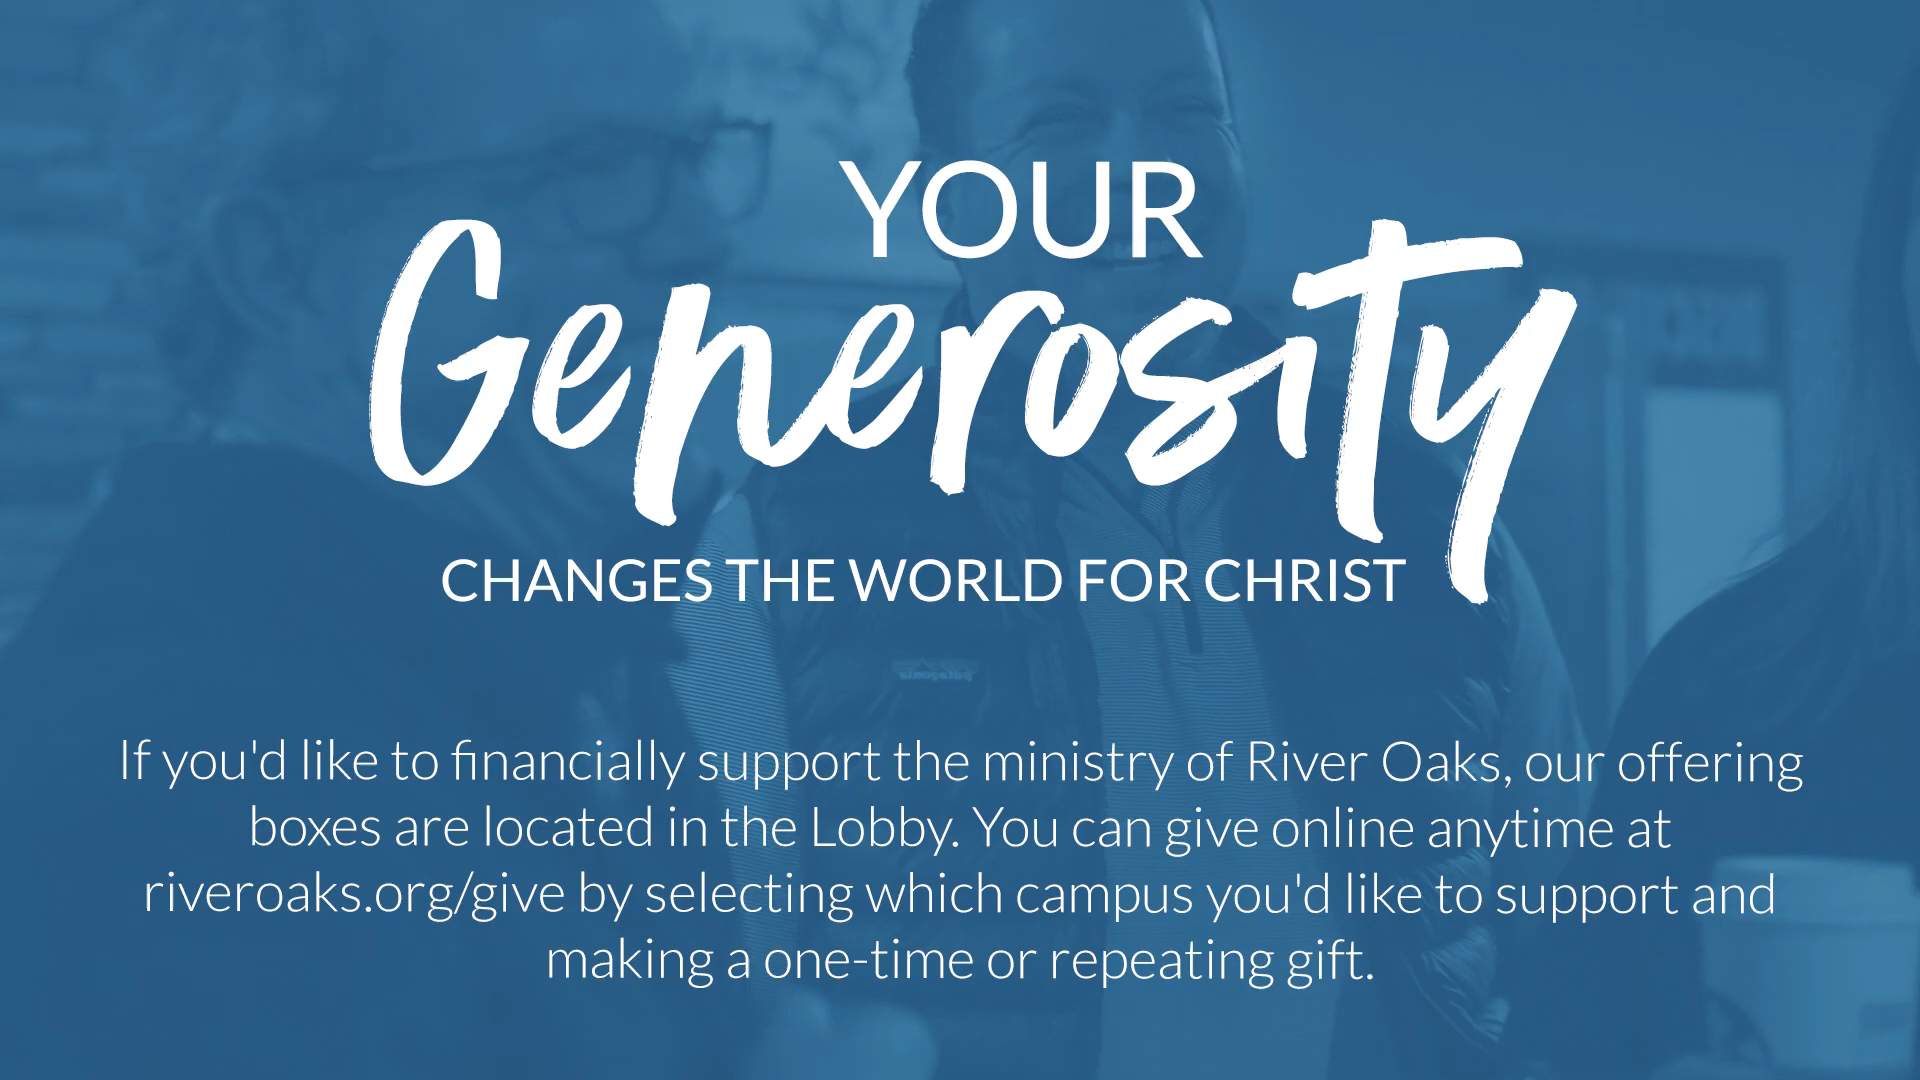 YOUR
Generosity
CHANGES THE WORLD FOR CHRIST
If you'd like to financially support the ministry of River Oaks, our offering
boxes are located in the Lobby. You can give online anytime at
riveroaks.org/give by selecting which campus you'd like to support and
making a one-time or repeating gift.